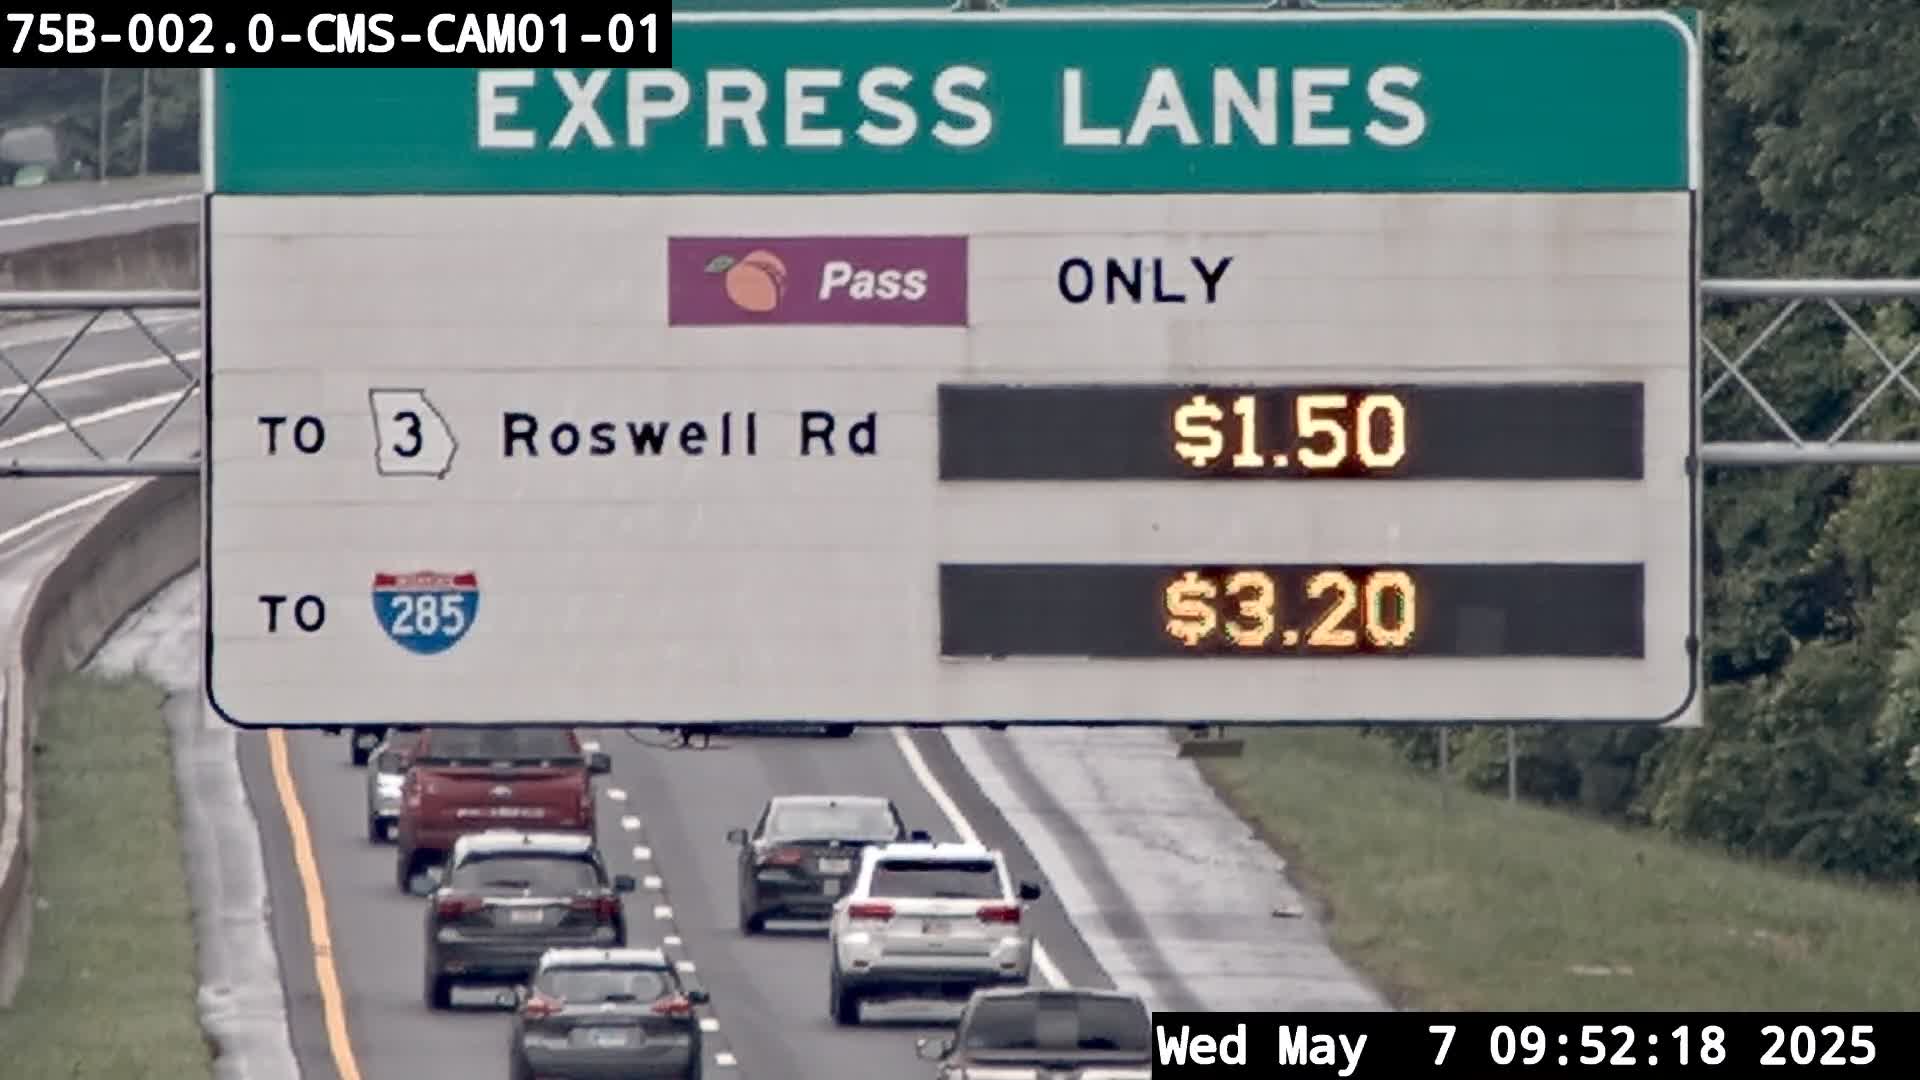 75B-002.0-CMS-CAM01-01
EXPRESS LANES
Pass ONLY
TO 3 Roswell Rd $1.50
TO 285 $3.20
Wed May 7 09:52:18 2025